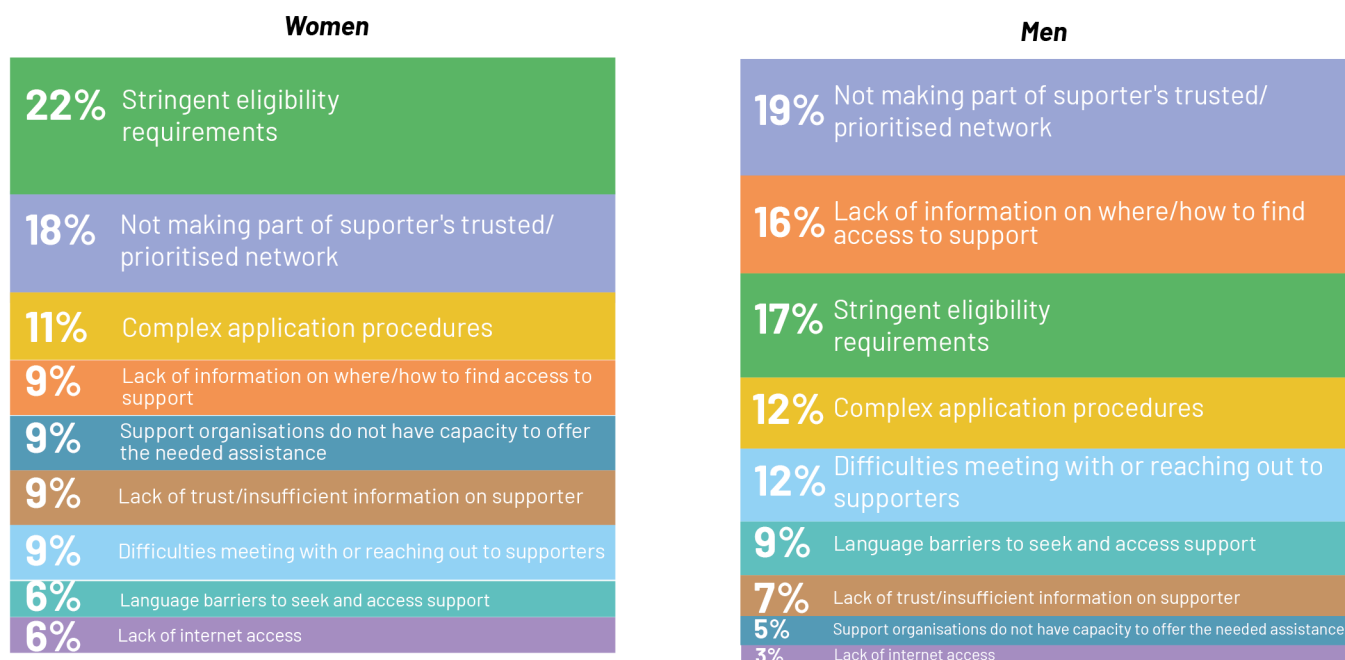 Women
22% Stringent eligibility
requirements
18% Not making part of suporter's trusted/
prioritised network
11% Complex application procedures
9% Lack of information on where/how to find access to
support
9% Support organisations do not have capacity to offer
the needed assistance
9% Lack of trust/insufficient information on supporter
9% Difficulties meeting with or reaching out to supporters
6% Language barriers to seek and access support
6% Lack of internet access
Men
19% Not making part of suporter's trusted/
prioritised network
16% Lack of information on where/how to find
access to support
17% Stringent eligibility
requirements
12% Complex application procedures
12% Difficulties meeting with or reaching out to
supporters
9% Language barriers to seek and access support
7% Lack of trust/insufficient information on supporter
5% Support organisations do not have capacity to offer the needed assistance
3% Lack of internet access